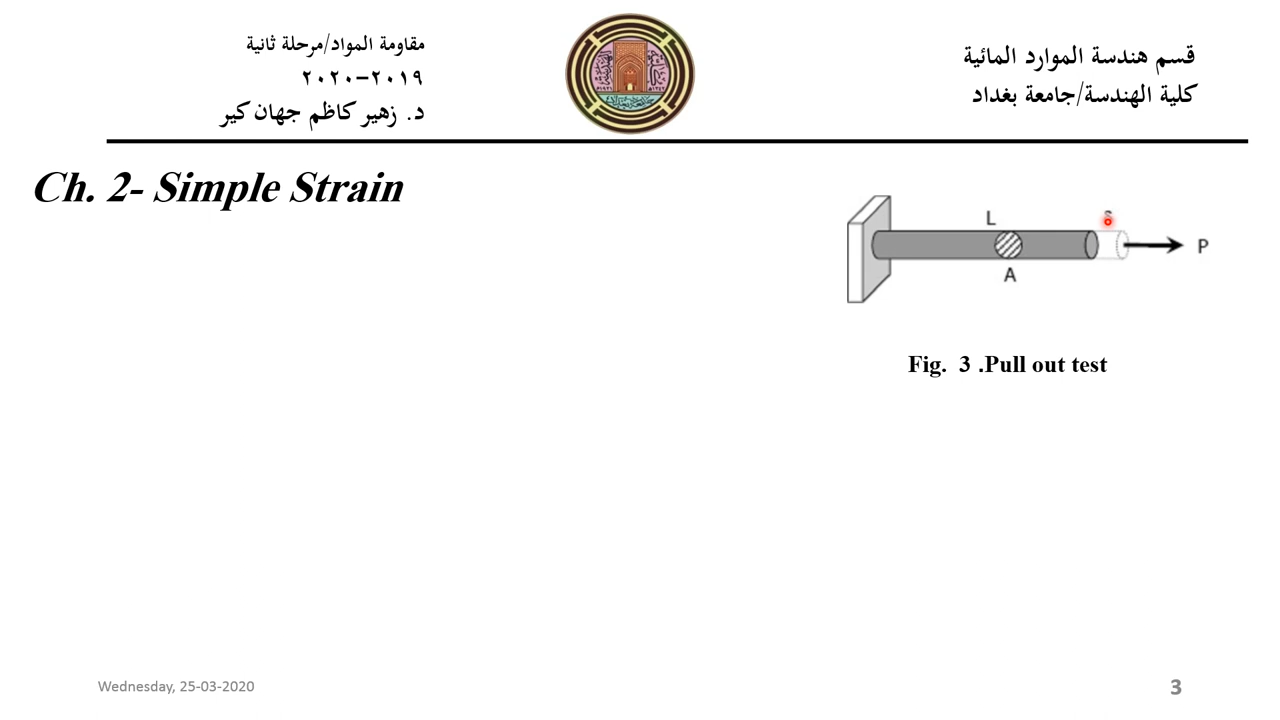 مقاومة المواد/مرحلة ثانية
٢٠١٩-٢٠٢٠
د. زهير كاظم جهان كير
قسم هندسة الموارد المائية
كلية الهندسة/جامعة بغداد
Ch. 2- Simple Strain
L
A
P
Fig. 3 .Pull out test
Wednesday, 25-03-2020
3